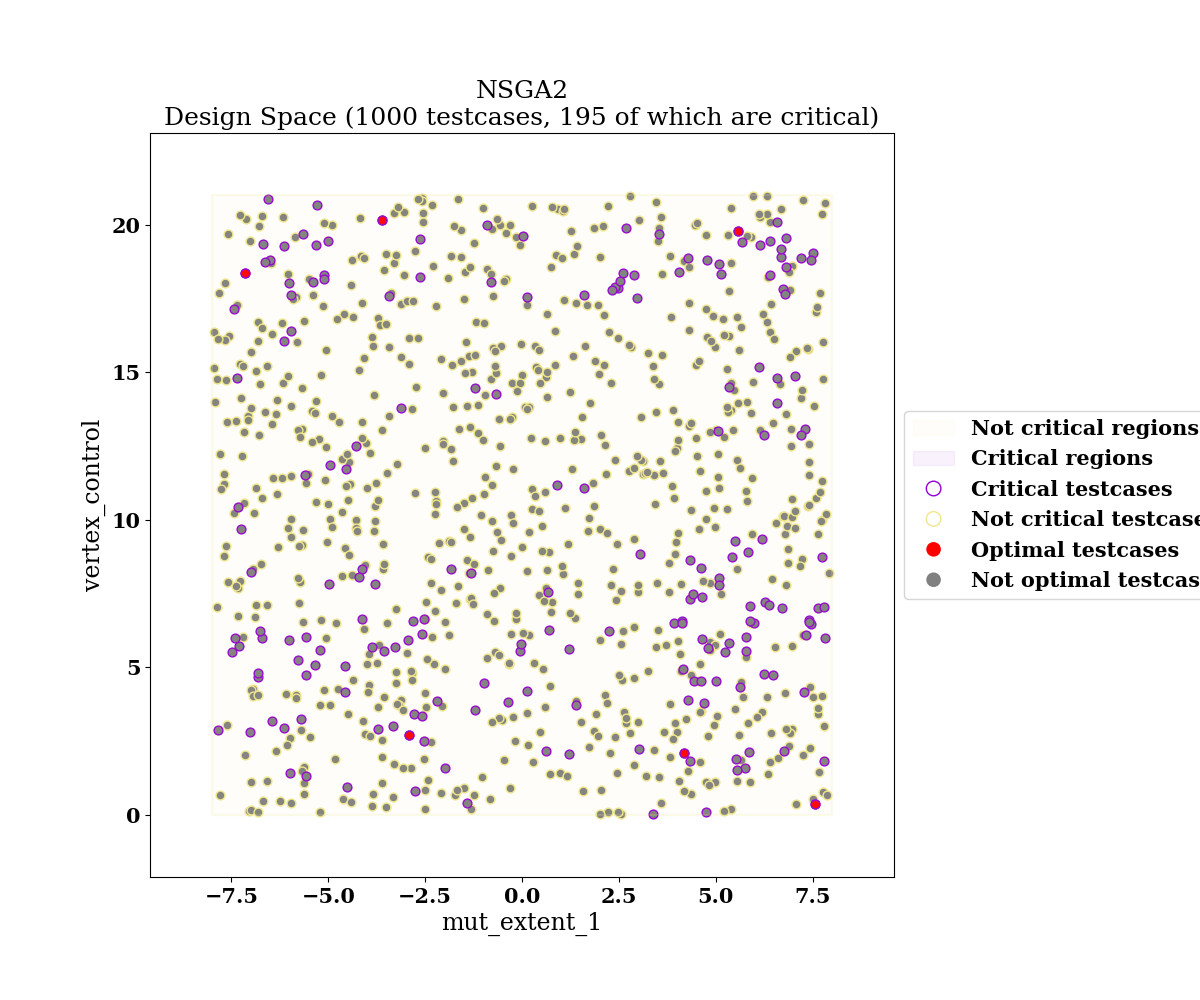 NSGA2
Design Space (1000 testcases, 195 of which are critical)
20
15
10
5
0
vertex_control
−7.5 −5.0 −2.5 0.0 2.5 5.0 7.5
mut_extent_1
Not critical regions
Critical regions
Critical testcases
Not critical testcase
Optimal testcases
Not optimal testcas